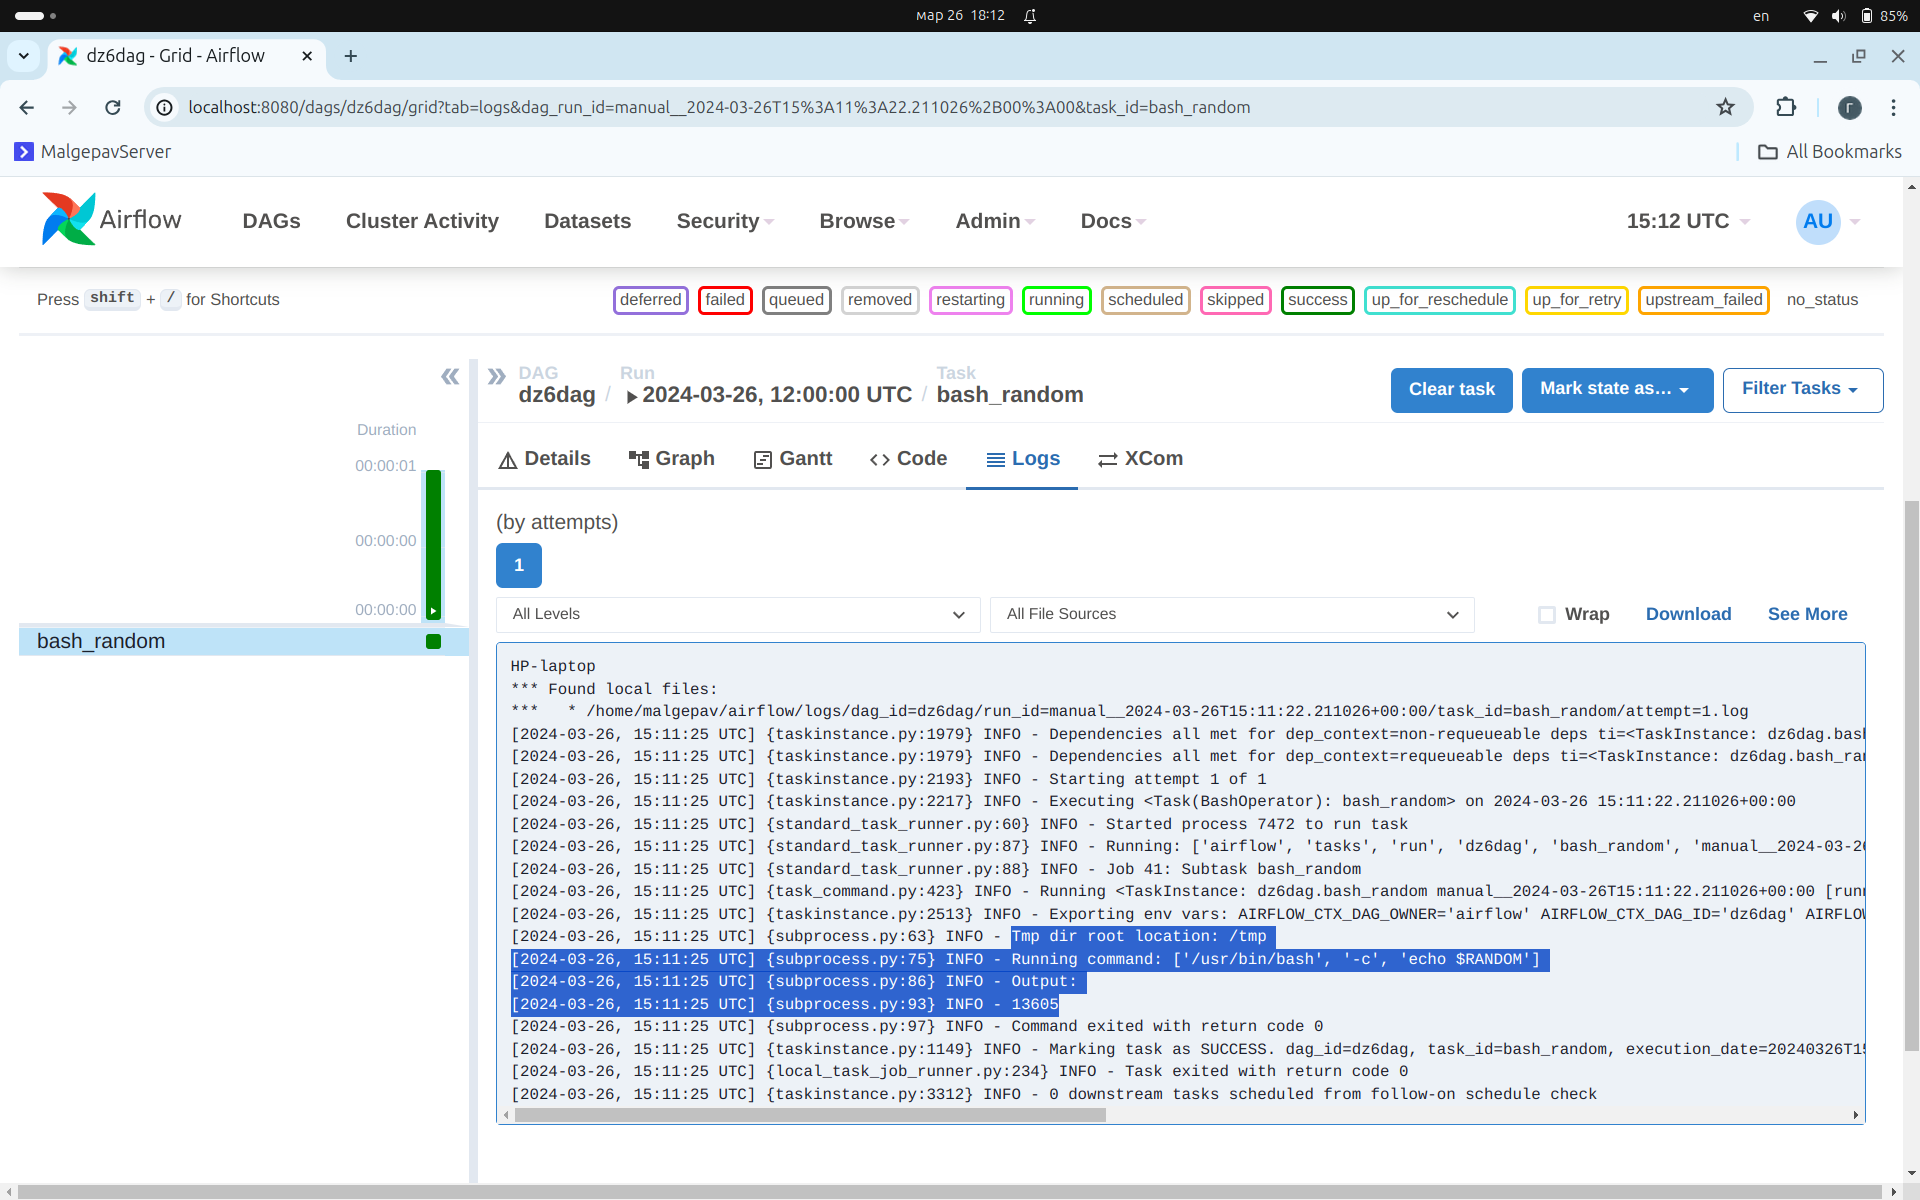 мар 26 18:12
en
85%
dz6dag - Grid - Airflow
localhost:8080/dags/dz6dag/grid?tab=logs&dag_run_id=manual__2024-03-26T15%3A11%3A22.211026%2B00%3A00&task_id=bash_random
Г
MalgepavServer
All Bookmarks
Airflow
DAGs
Cluster Activity
Datasets
Security
Browse
Admin
Docs
15:12 UTC
AU
Press shift + / for Shortcuts
deferred
failed
queued
removed
restarting
running
scheduled
skipped
success
up_for_reschedule
up_for_retry
upstream_failed
no_status
DAG
dz6dag /
Run
2024-03-26, 12:00:00 UTC /
Task
bash_random
Clear task
Mark state as...
Filter Tasks
Duration
00:00:01
00:00:00
00:00:00
bash_random
Details
Graph
Gantt
Code
Logs
XCom
(by attempts)
1
All Levels
All File Sources
Wrap
Download
See More
HP-laptop
*** Found local files:
***   * /home/malgepav/airflow/logs/dag_id=dz6dag/run_id=manual__2024-03-26T15:11:22.211026+00:00/task_id=bash_random/attempt=1.log
[2024-03-26, 15:11:25 UTC] {taskinstance.py:1979} INFO - Dependencies all met for dep_context=non-requeueable deps ti=<TaskInstance: dz6dag.bas
[2024-03-26, 15:11:25 UTC] {taskinstance.py:1979} INFO - Dependencies all met for dep_context=requeueable deps ti=<TaskInstance: dz6dag.bash_ra
[2024-03-26, 15:11:25 UTC] {taskinstance.py:2193} INFO - Starting attempt 1 of 1
[2024-03-26, 15:11:25 UTC] {taskinstance.py:2217} INFO - Executing <Task(BashOperator): bash_random> on 2024-03-26 15:11:22.211026+00:00
[2024-03-26, 15:11:25 UTC] {standard_task_runner.py:60} INFO - Started process 7472 to run task
[2024-03-26, 15:11:25 UTC] {standard_task_runner.py:87} INFO - Running: ['airflow', 'tasks', 'run', 'dz6dag', 'bash_random', 'manual__2024-03-26
[2024-03-26, 15:11:25 UTC] {standard_task_runner.py:88} INFO - Job 41: Subtask bash_random
[2024-03-26, 15:11:25 UTC] {task_command.py:423} INFO - Running <TaskInstance: dz6dag.bash_random manual__2024-03-26T15:11:22.211026+00:00 [run
[2024-03-26, 15:11:25 UTC] {taskinstance.py:2513} INFO - Exporting env vars: AIRFLOW_CTX_DAG_OWNER='airflow' AIRFLOW_CTX_DAG_ID='dz6dag' AIRFLO
[2024-03-26, 15:11:25 UTC] {subprocess.py:63} INFO - Tmp dir root location: /tmp
[2024-03-26, 15:11:25 UTC] {subprocess.py:75} INFO - Running command: ['/usr/bin/bash', '-c', 'echo $RANDOM']
[2024-03-26, 15:11:25 UTC] {subprocess.py:86} INFO - Output:
[2024-03-26, 15:11:25 UTC] {subprocess.py:93} INFO - 13605
[2024-03-26, 15:11:25 UTC] {subprocess.py:97} INFO - Command exited with return code 0
[2024-03-26, 15:11:25 UTC] {taskinstance.py:1149} INFO - Marking task as SUCCESS. dag_id=dz6dag, task_id=bash_random, execution_date=20240326T15
[2024-03-26, 15:11:25 UTC] {local_task_job_runner.py:234} INFO - Task exited with return code 0
[2024-03-26, 15:11:25 UTC] {taskinstance.py:3312} INFO - 0 downstream tasks scheduled from follow-on schedule check